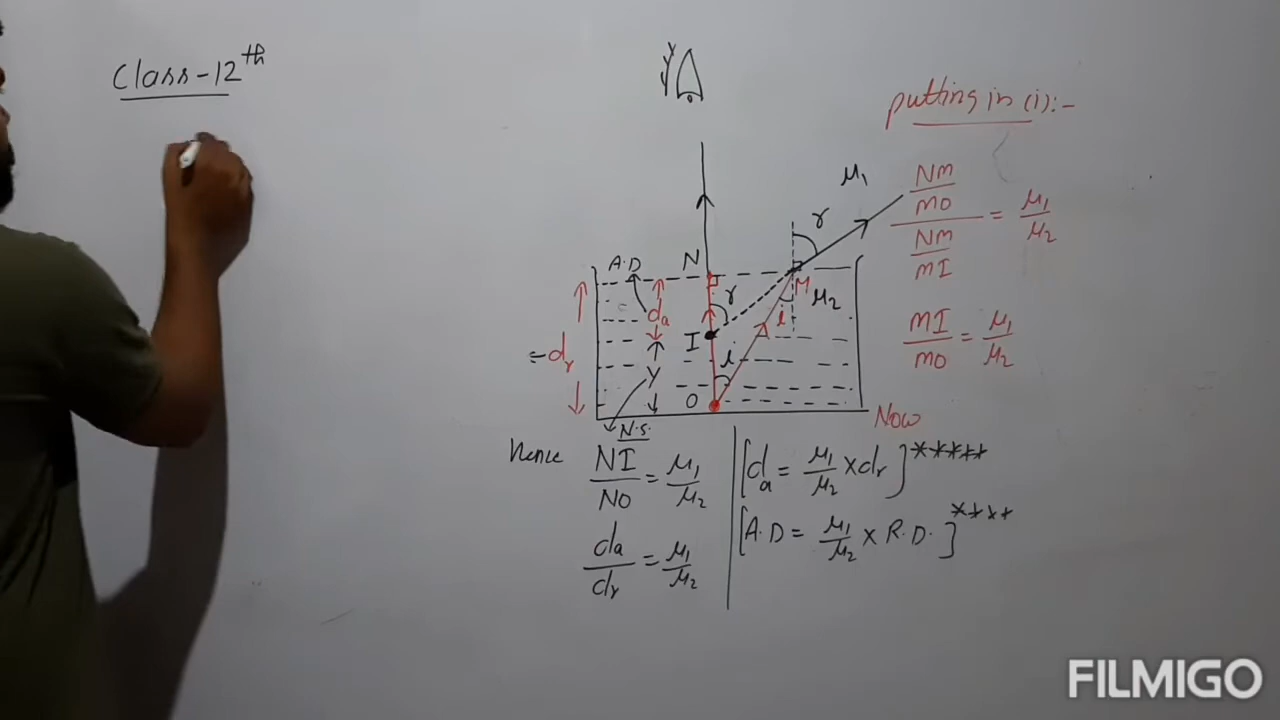 Class-12th
putting in (i):-
NM/MO / NM/MI = μ1/μ2
MI/MO = μ1/μ2
μ1
r
A.D
N
M
μ2
da
r
i
I
dr
i
Y
O
N.S.
Now
Hence NI/NO = μ1/μ2
da/dr = μ1/μ2
[da = μ1/μ2 × dr]*****
[A.D = μ1/μ2 × R.D.]****
FILMIGO